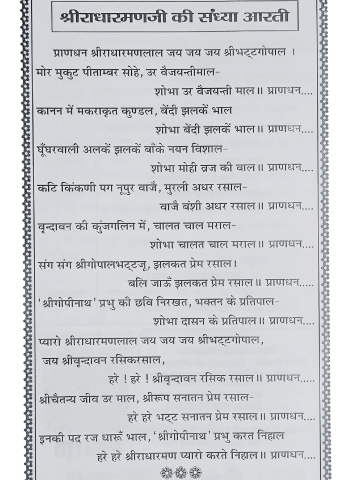 श्रीराधारमणजी की संध्या आरती
प्राणधन श्रीराधारमणलाल जय जय जय श्रीभट्टगोपाल ।
मोर मुकुट पीताम्बर सोहे, उर वैजयन्तीमाल-
शोभा उर वैजयन्ती माल॥ प्राणधन....
कानन में मकराकृत कुण्डल, बेंदी झलकें भाल
शोभा बेंदी झलकें भाल॥ प्राणधन....
घूँघरवाली अलकें झलकें बाँके नयन विशाल-
शोभा मोही व्रज की वाल॥ प्राणधन....
कटि किंकणी पग नूपुर वाजै, मुरली अधर रसाल-
वाजै बंशी अधर रसाल॥ प्राणधन....
वृन्दावन की कुंजगलिन में, चालत चाल मराल-
शोभा चालत चाल मराल॥ प्राणधन....
संग संग श्रीगोपालभट्टजू, झलकत प्रेम रसाल।
बलि जाऊँ झलकत प्रेम रसाल॥ प्राणधन.....
'श्रीगोपीनाथ' प्रभु की छवि निरखत, भक्तन के प्रतिपाल-
शोभा दासन के प्रतिपाल॥ प्राणधन....
प्यारो श्रीराधारमणलाल जय जय जय श्रीभट्टगोपाल,
जय श्रीवृन्दावन रसिकरसाल,
हरे ! हरे ! श्रीवृन्दावन रसिक रसाल॥ प्राणधन.....
श्रीचैतन्य जीव उर माल, श्रीरूप सनातन प्रेम रसाल-
हरे हरे भट्ट सनातन प्रेम रसाल॥ प्राणधन....
इनकी पद रज धारूँ भाल, 'श्रीगोपीनाथ' प्रभु करत निहाल
हरे हरे श्रीराधारमण प्यारो करते निहाल॥ प्राणधन....